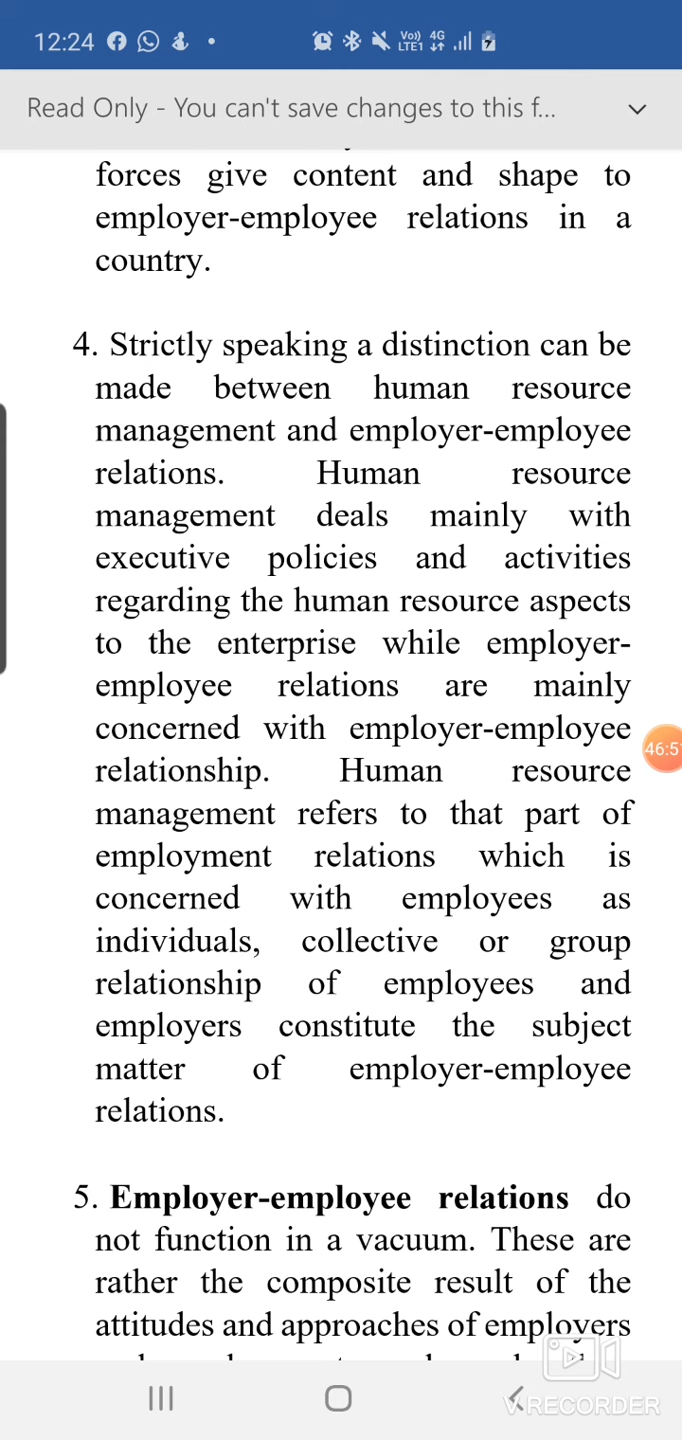 12:24
Vo)) 4G
LTE1
Read Only - You can't save changes to this f...
forces give content and shape to
employer-employee relations in a
country.
4. Strictly speaking a distinction can be
made between human resource
management and employer-employee
relations. Human resource
management deals mainly with
executive policies and activities
regarding the human resource aspects
to the enterprise while employer-
employee relations are mainly
concerned with employer-employee
relationship. Human resource
management refers to that part of
employment relations which is
concerned with employees as
individuals, collective or group
relationship of employees and
employers constitute the subject
matter of employer-employee
relations.
46:5
5. Employer-employee relations do
not function in a vacuum. These are
rather the composite result of the
attitudes and approaches of employers
V RECORDER